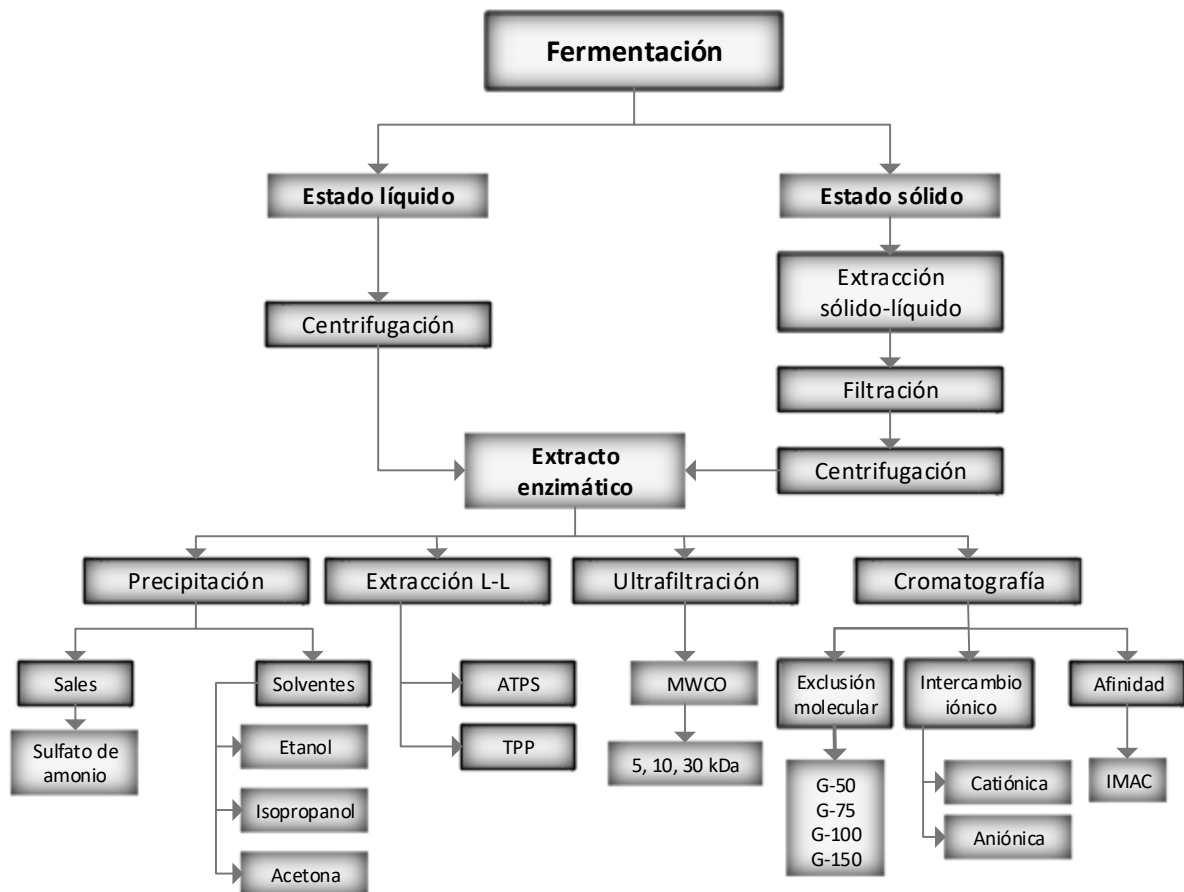 Fermentación
Estado líquido
Estado sólido
Extracción
sólido-líquido
Centrifugación
Filtración
Extracto
enzimático
Centrifugación
Precipitación
Extracción L-L
Ultrafiltración
Cromatografía
Sales
Solventes
ATPS
MWCO
Exclusión
molecular
Intercambio
iónico
Afinidad
Sulfato de
amonio
Etanol
TPP
5, 10, 30 kDa
G-50
G-75
G-100
G-150
Catiónica
IMAC
Isopropanol
Aniónica
Acetona